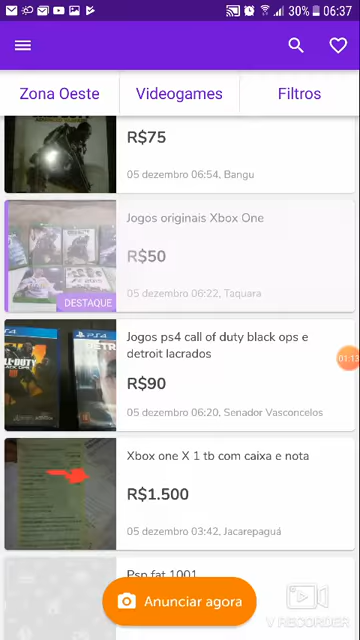 30% 06:37
Zona Oeste Videogames Filtros
R$75
05 dezembro 06:54, Bangu
Jogos originais Xbox One
R$50
DESTAQUE
05 dezembro 06:22, Taquara
Jogos ps4 call of duty black ops e
detroit lacrados
R$90
05 dezembro 06:20, Senador Vasconcelos
01:13
Xbox one X 1 tb com caixa e nota
R$1.500
05 dezembro 03:42, Jacarepaguá
Psp fat 1001
Anunciar agora
V RECORDER